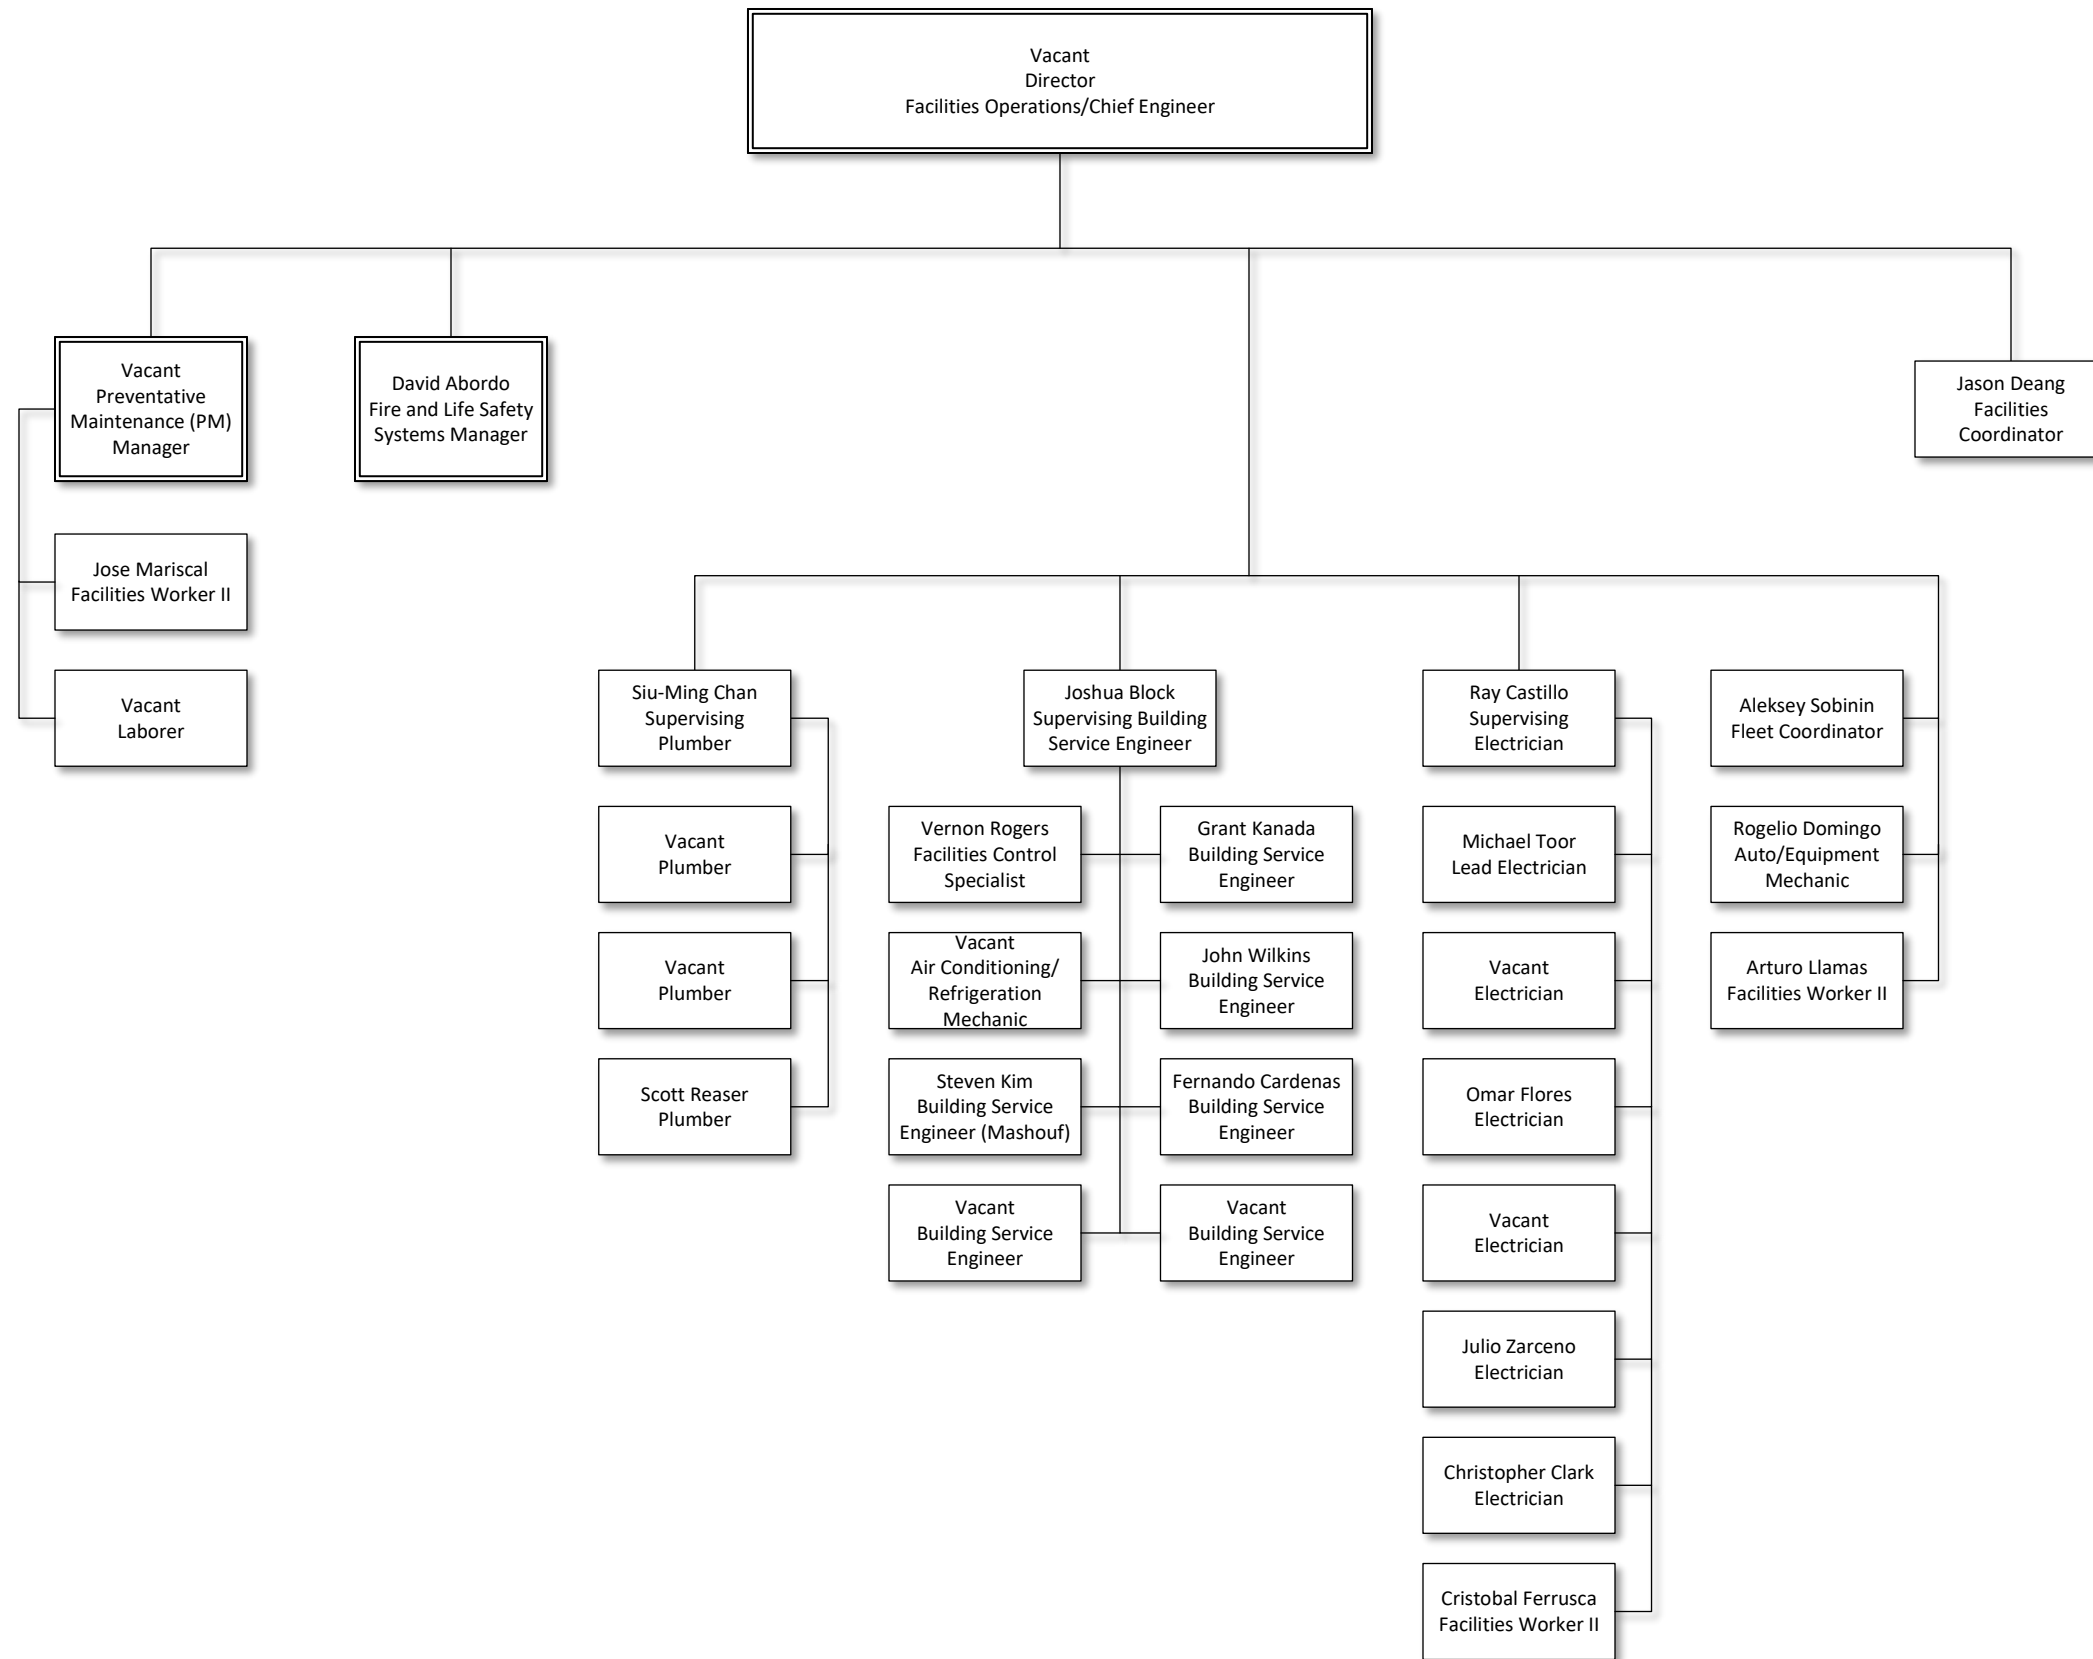 Vacant
Director
Facilities Operations/Chief Engineer
Vacant
Preventative
Maintenance (PM)
Manager
David Abordo
Fire and Life Safety
Systems Manager
Jason Deang
Facilities
Coordinator
Jose Mariscal
Facilities Worker II
Vacant
Laborer
Siu-Ming Chan
Supervising
Plumber
Vacant
Plumber
Vacant
Plumber
Scott Reaser
Plumber
Joshua Block
Supervising Building
Service Engineer
Vernon Rogers
Facilities Control
Specialist
Grant Kanada
Building Service
Engineer
Vacant
Air Conditioning/
Refrigeration
Mechanic
John Wilkins
Building Service
Engineer
Steven Kim
Building Service
Engineer (Mashouf)
Fernando Cardenas
Building Service
Engineer
Vacant
Building Service
Engineer
Vacant
Building Service
Engineer
Ray Castillo
Supervising
Electrician
Michael Toor
Lead Electrician
Vacant
Electrician
Omar Flores
Electrician
Vacant
Electrician
Julio Zarceno
Electrician
Christopher Clark
Electrician
Cristobal Ferrusca
Facilities Worker II
Aleksey Sobinin
Fleet Coordinator
Rogelio Domingo
Auto/Equipment
Mechanic
Arturo Llamas
Facilities Worker II